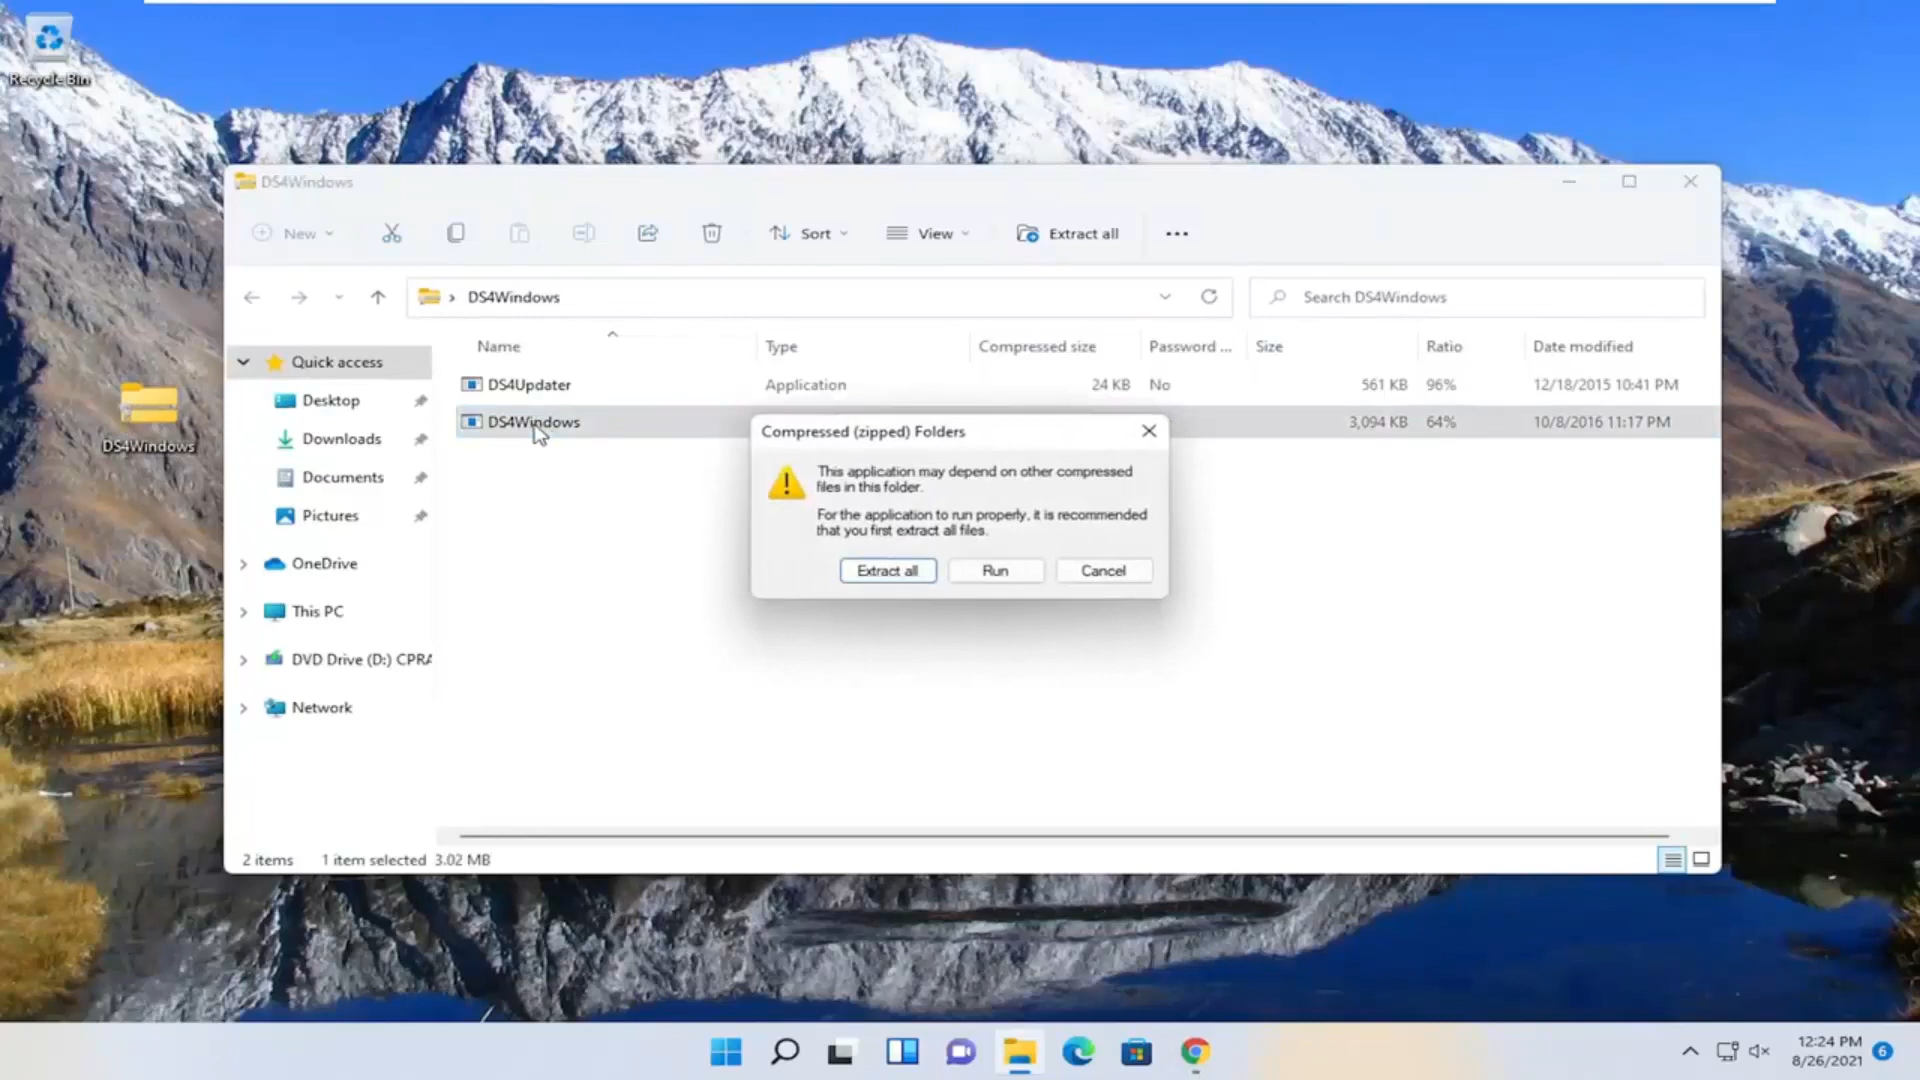 Recycle Bin
DS4Windows
DS4Windows
New
Sort
View
Extract all
DS4Windows
Search DS4Windows
Name
Type
Compressed size
Password ...
Size
Ratio
Date modified
Quick access
Desktop
Downloads
Documents
Pictures
OneDrive
This PC
DVD Drive (D:) CPRA
Network
DS4Updater
Application
24 KB
No
561 KB
96%
12/18/2015 10:41 PM
DS4Windows
3,094 KB
64%
10/8/2016 11:17 PM
Compressed (zipped) Folders
This application may depend on other compressed
files in this folder.
For the application to run properly, it is recommended
that you first extract all files.
Extract all
Run
Cancel
2 items
1 item selected 3.02 MB
12:24 PM
8/26/2021
6